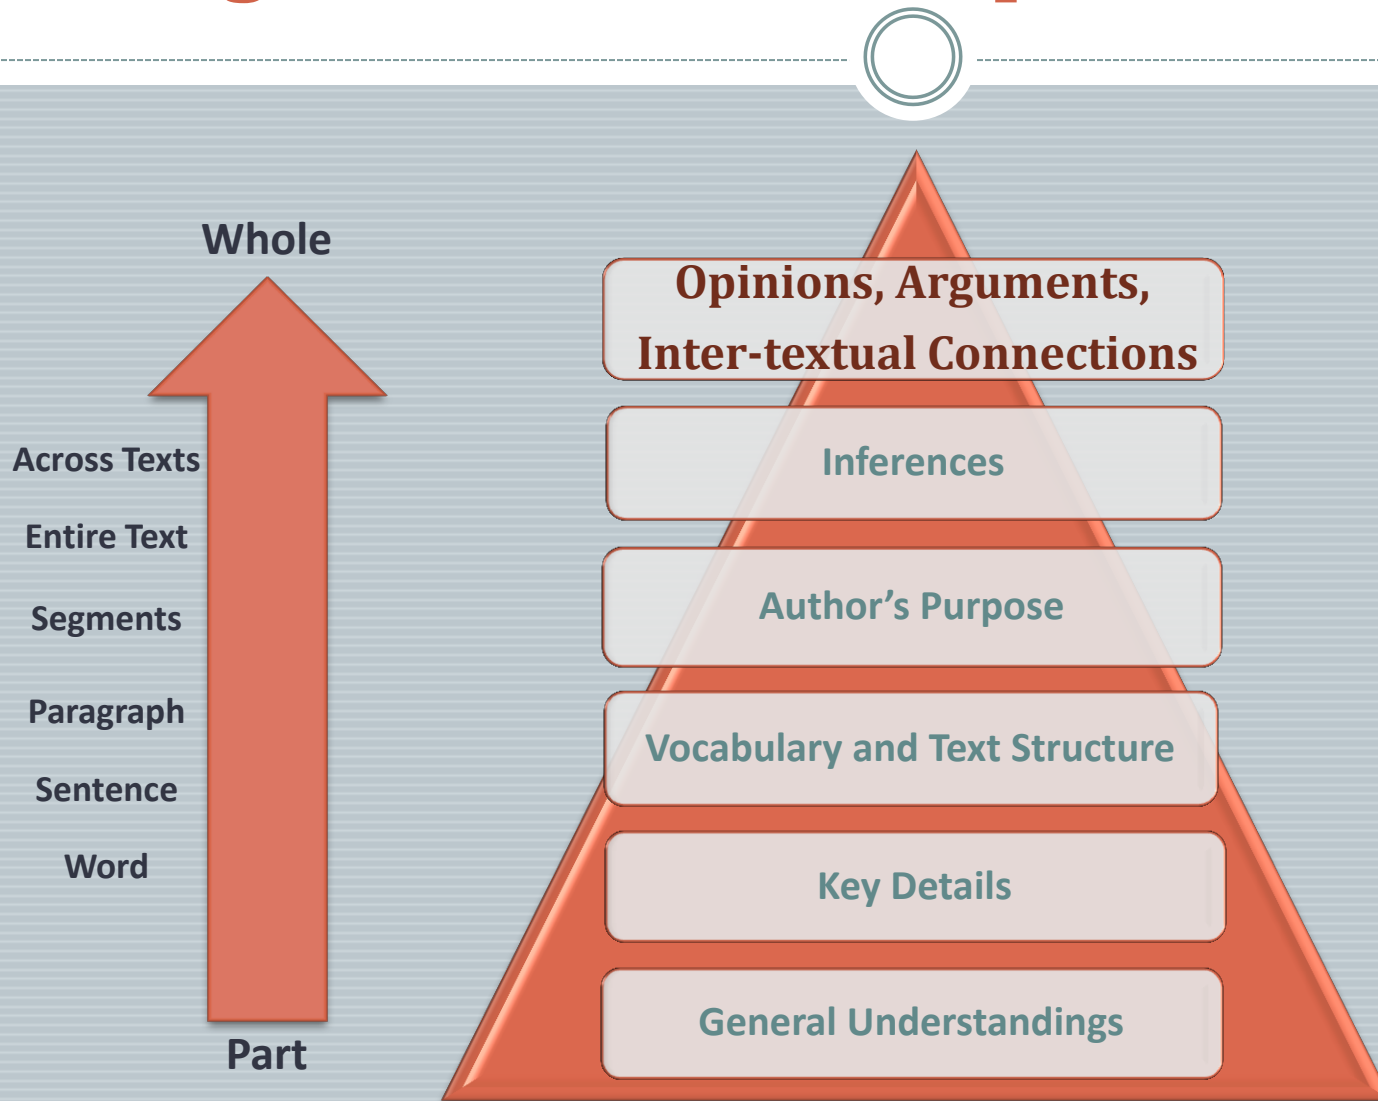 Whole
Across Texts
Entire Text
Segments
Paragraph
Sentence
Word
Part
Opinions, Arguments,
Inter-textual Connections
Inferences
Author’s Purpose
Vocabulary and Text Structure
Key Details
General Understandings